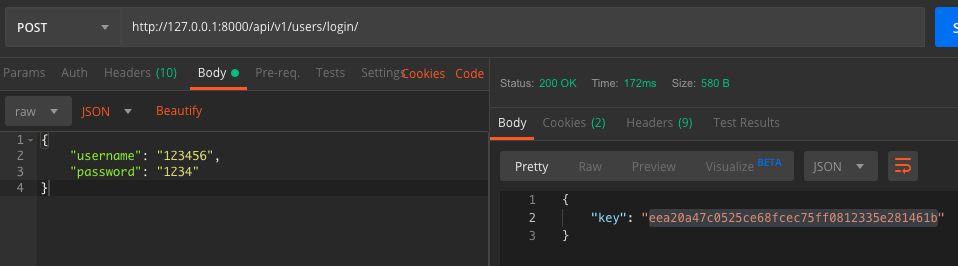 POST http://127.0.0.1:8000/api/v1/users/login/ S
Params Auth Headers (10) Body Pre-req. Tests Settings Cookies Code
raw JSON Beautify
1 {
2 "username": "123456",
3 "password": "1234"
4 }
Status: 200 OK Time: 172ms Size: 580 B
Body Cookies (2) Headers (9) Test Results
Pretty Raw Preview Visualize BETA JSON
1 {
2 "key": "eea20a47c0525ce68fcec75ff0812335e281461b"
3 }